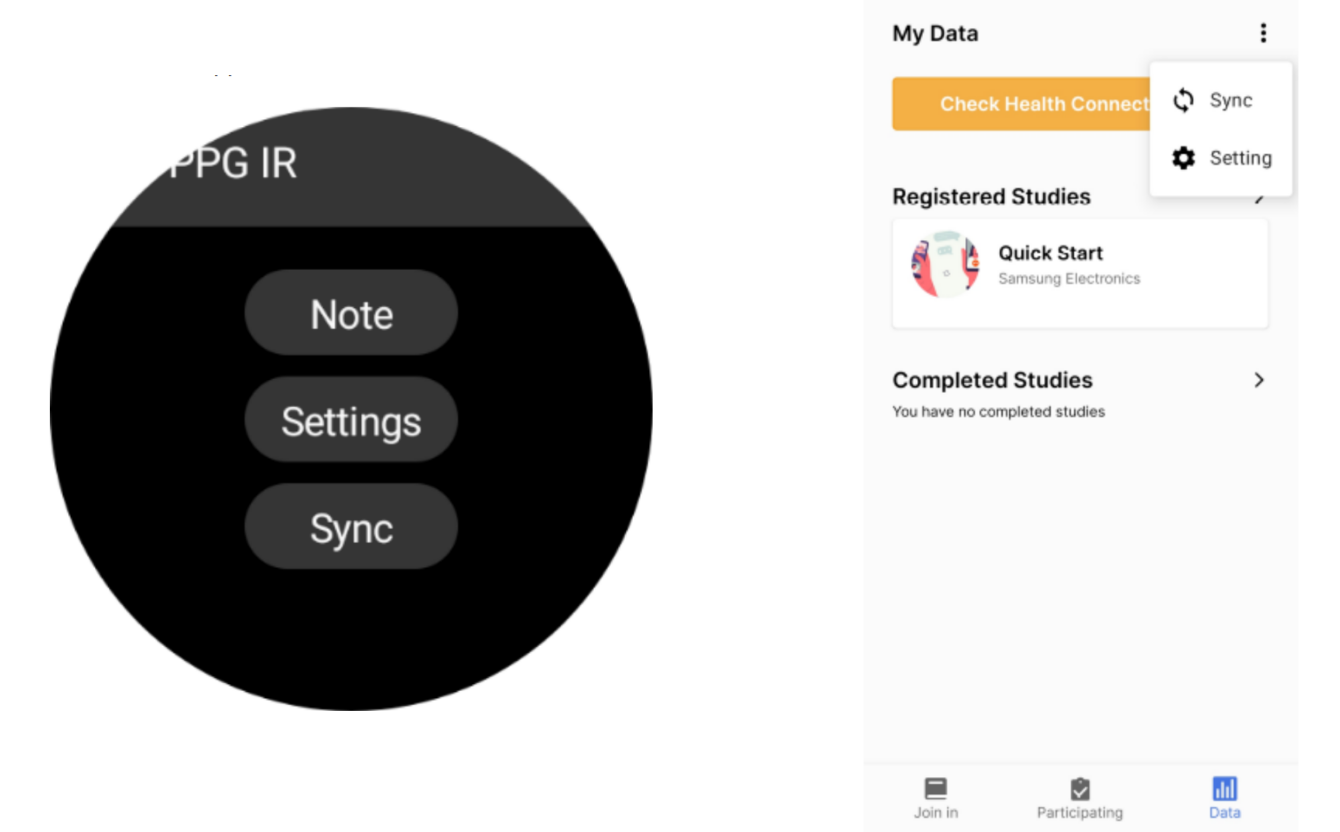 PPG IR
Note
Settings
Sync
My Data
Check Health Connect
Sync
Setting
Registered Studies
Quick Start
Samsung Electronics
Completed Studies
You have no completed studies
Join in
Participating
Data